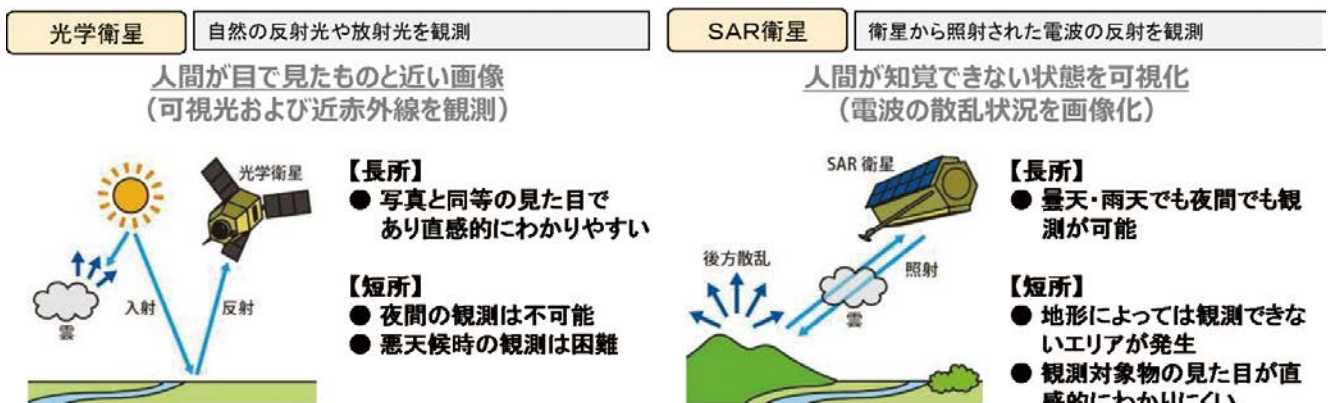 光学衛星
自然の反射光や放射光を観測
人間が目で見たものと近い画像
(可視光および近赤外線を観測)
光学衛星
雲
入射
反射
【長所】
● 写真と同等の見た目で
あり直感的にわかりやすい
【短所】
● 夜間の観測は不可能
● 悪天候時の観測は困難
SAR衛星
衛星から照射された電波の反射を観測
人間が知覚できない状態を可視化
(電波の散乱状況を画像化)
SAR 衛星
後方散乱
照射
雲
【長所】
● 曇天・雨天でも夜間でも観
測が可能
【短所】
● 地形によっては観測できな
いエリアが発生
● 観測対象物の見た目が直
感的にわかりにくい